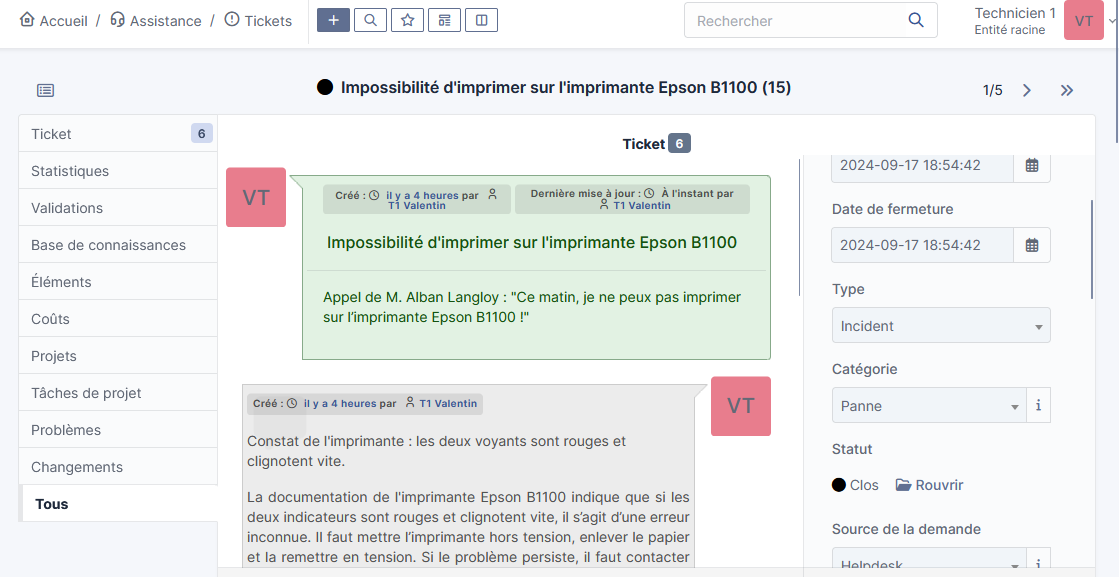 Accueil / Assistance / Tickets
Rechercher
Technicien 1
Entité racine
VT
Impossibilité d'imprimer sur l'imprimante Epson B1100 (15)
1/5
Ticket 6
Statistiques
Validations
Base de connaissances
Éléments
Coûts
Projets
Tâches de projet
Problèmes
Changements
Tous
Ticket 6
VT
Créé : il y a 4 heures par
T1 Valentin
Dernière mise à jour : À l'instant par
T1 Valentin
Impossibilité d'imprimer sur l'imprimante Epson B1100
Appel de M. Alban Langloy : "Ce matin, je ne peux pas imprimer
sur l’imprimante Epson B1100 !"
Créé : il y a 4 heures par T1 Valentin
VT
Constat de l'imprimante : les deux voyants sont rouges et
clignotent vite.
La documentation de l'imprimante Epson B1100 indique que si les
deux indicateurs sont rouges et clignotent vite, il s’agit d’une erreur
inconnue. Il faut mettre l’imprimante hors tension, enlever le papier
et la remettre en tension. Si le problème persiste, il faut contacter
2024-09-17 18:54:42
Date de fermeture
2024-09-17 18:54:42
Type
Incident
Catégorie
Panne
Statut
Clos Rouvrir
Source de la demande
Helpdesk